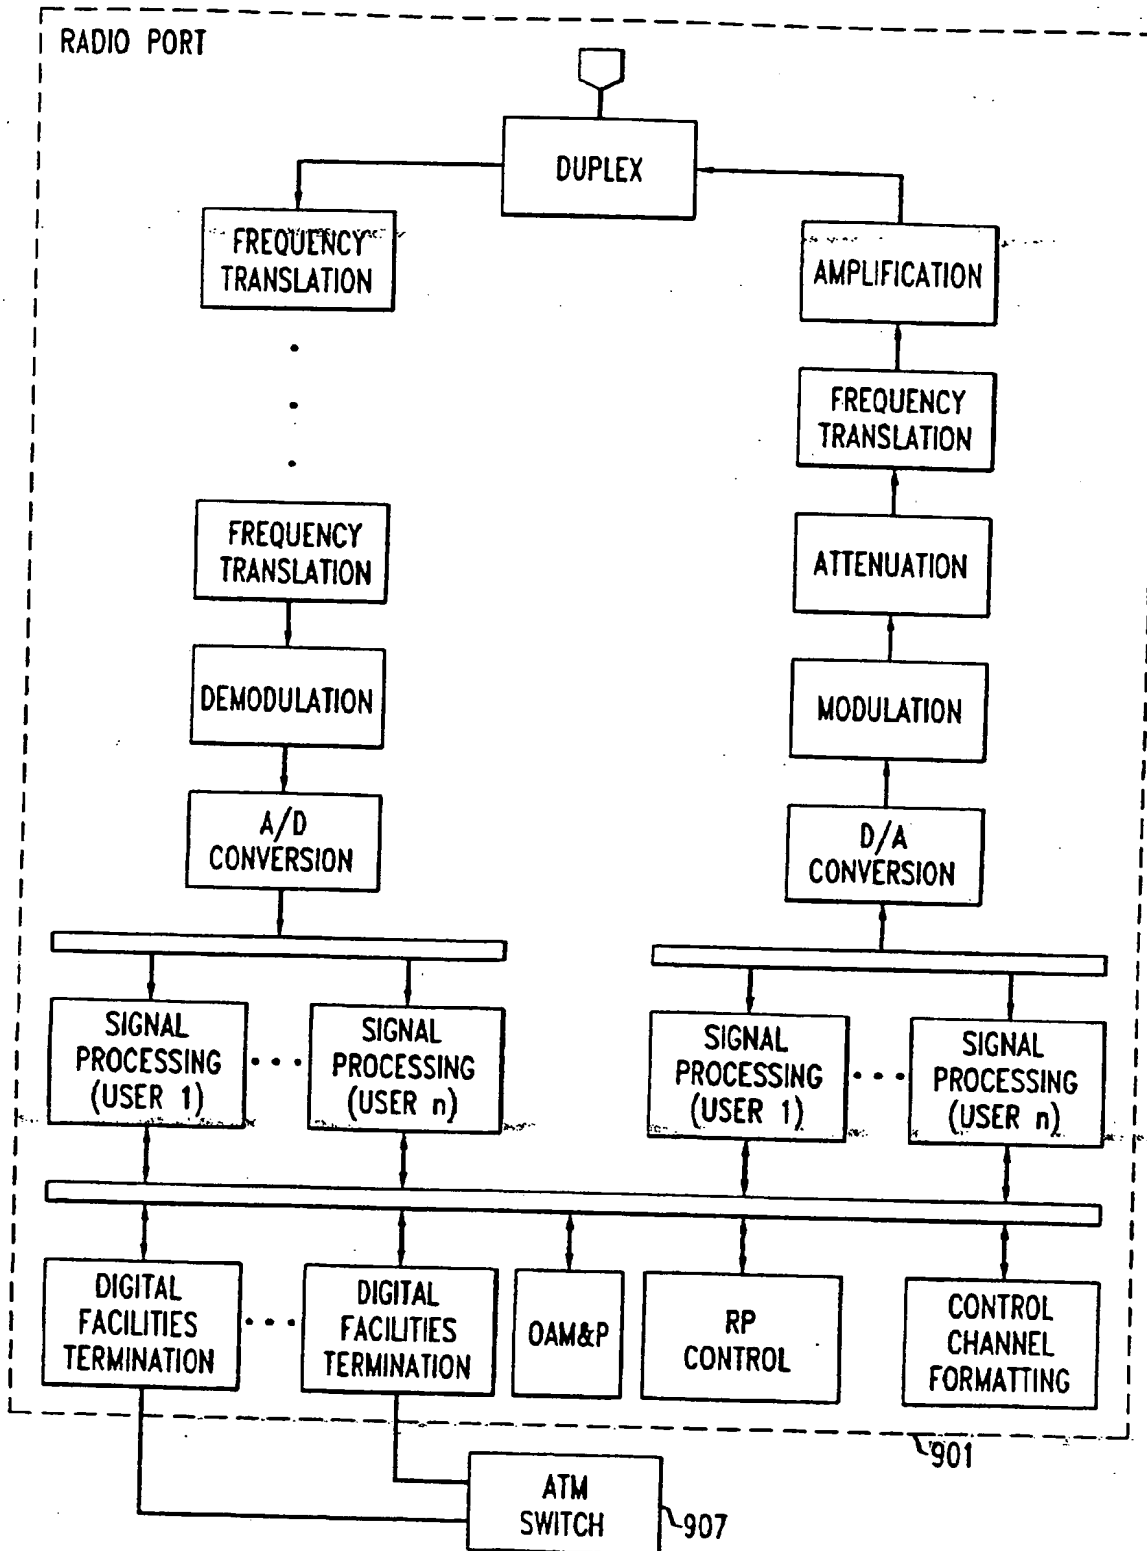 RADIO PORT
DUPLEX
FREQUENCY
TRANSLATION
AMPLIFICATION
FREQUENCY
TRANSLATION
FREQUENCY
TRANSLATION
ATTENUATION
DEMODULATION
MODULATION
A/D
CONVERSION
D/A
CONVERSION
SIGNAL
PROCESSING
(USER 1)
SIGNAL
PROCESSING
(USER n)
SIGNAL
PROCESSING
(USER 1)
SIGNAL
PROCESSING
(USER n)
DIGITAL
FACILITIES
TERMINATION
DIGITAL
FACILITIES
TERMINATION
OAM&P
RP
CONTROL
CONTROL
CHANNEL
FORMATTING
901
ATM
SWITCH
907